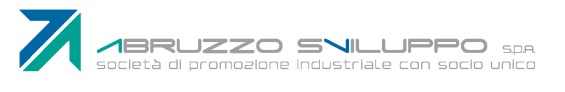 ABRUZZO SVILUPPO s.p.a.
società di promozione industriale con socio unico